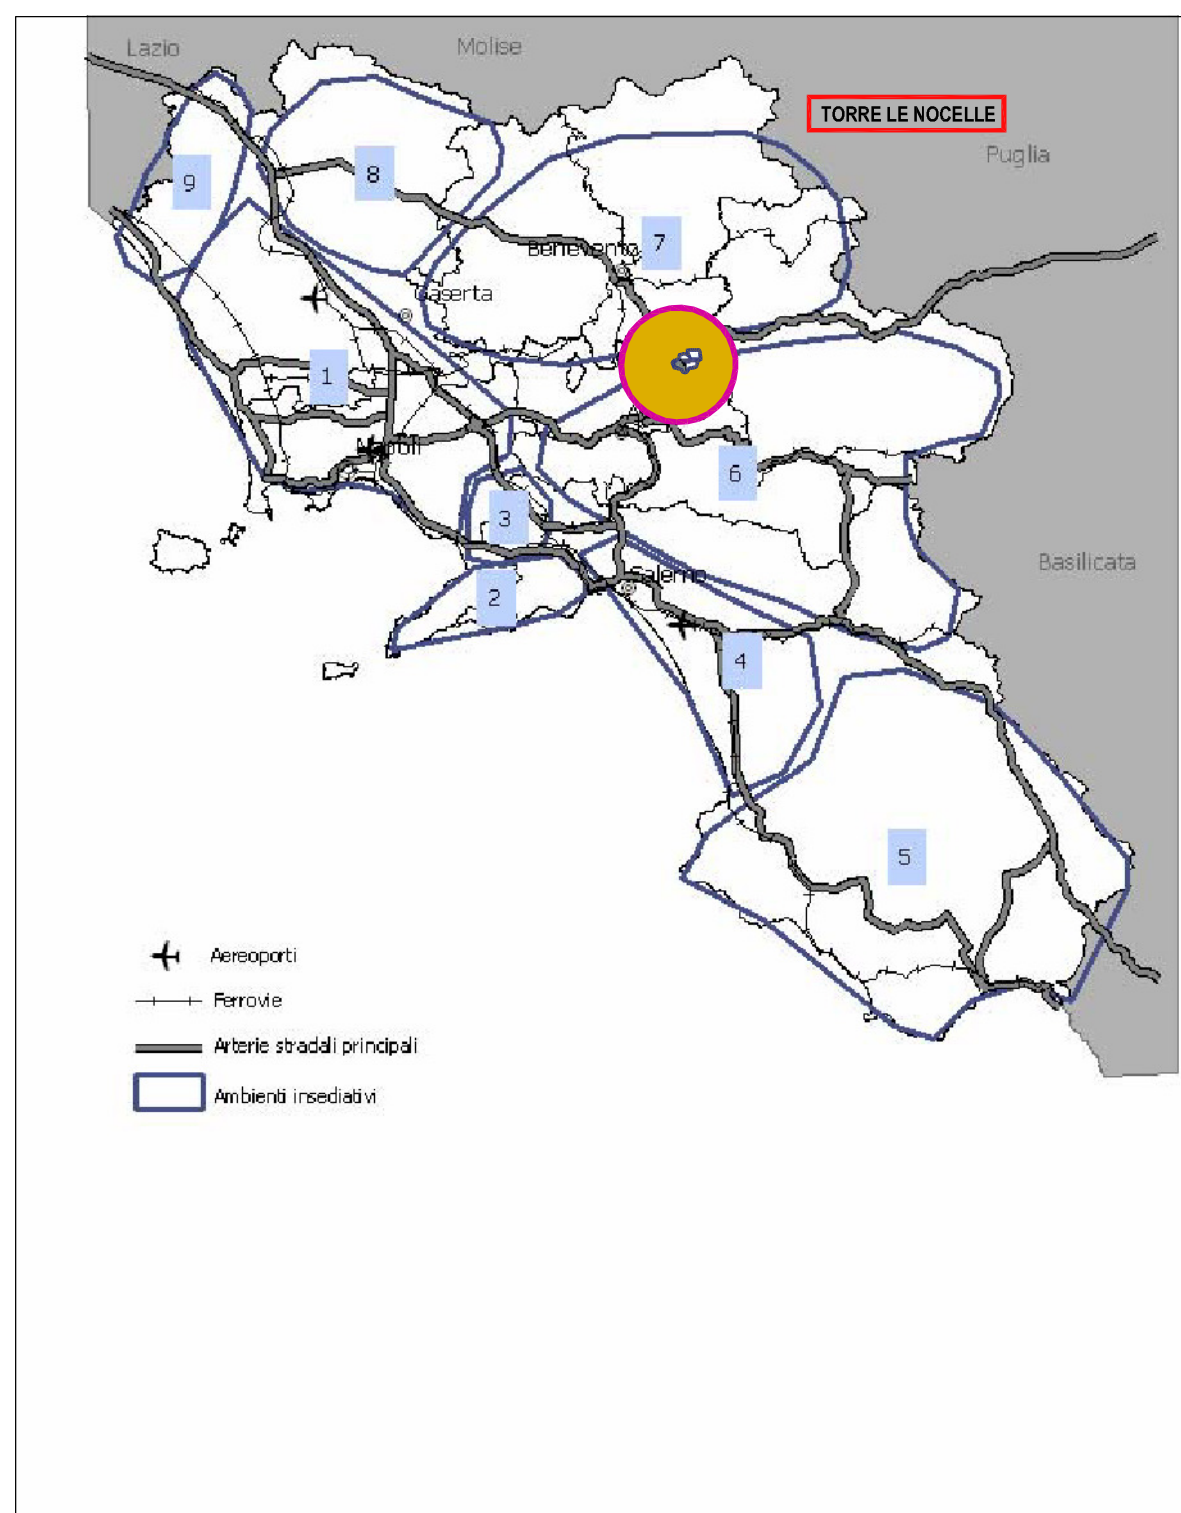 Lazio
Molise
TORRE LE NOCELLE
Puglia
9
8
7
Benevento
Caserta
1
Napoli
6
3
Basilicata
2
Salerno
4
5
Aereoporti
Ferrovie
Arterie stradali principali
Ambienti insediativi